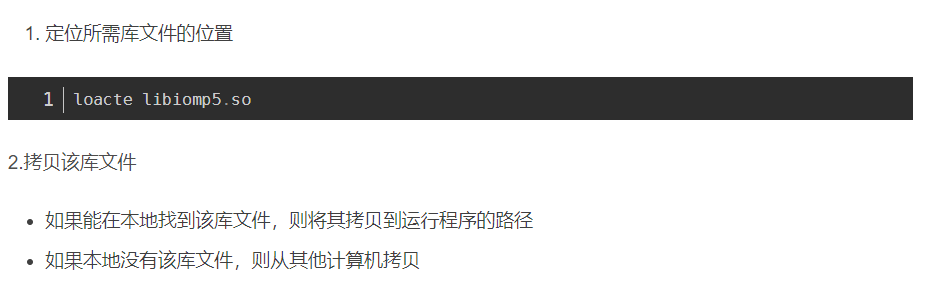 1. 定位所需库文件的位置
1 loacte libiomp5.so
2.拷贝该库文件
• 如果能在本地找到该库文件，则将其拷贝到运行程序的路径
• 如果本地没有该库文件，则从其他计算机拷贝